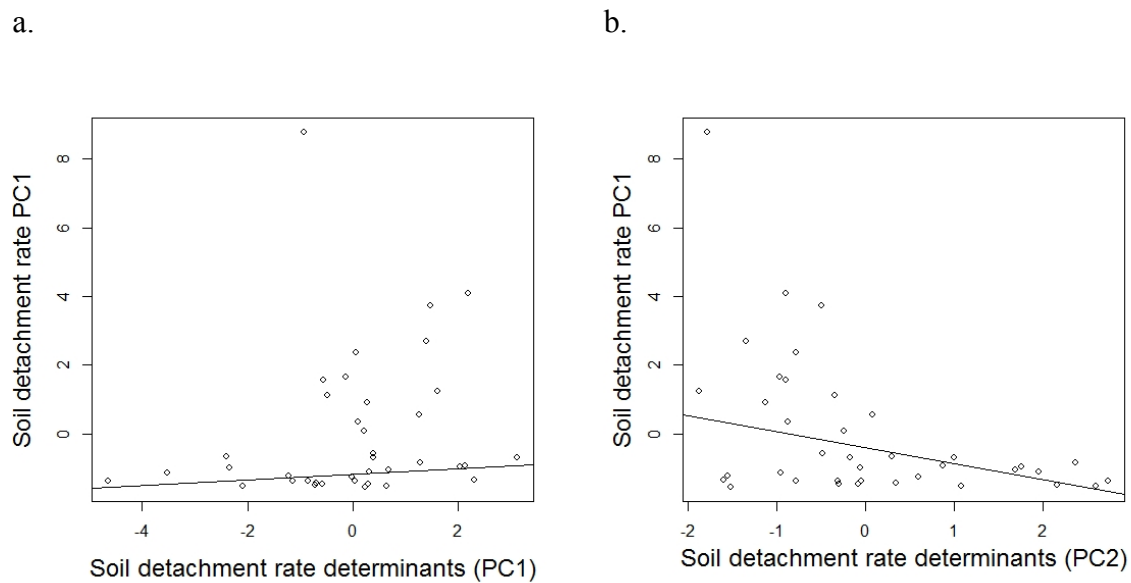 a.
b.
Soil detachment rate PC1
8
6
4
2
0
-4 -2 0 2
Soil detachment rate determinants (PC1)
Soil detachment rate PC1
8
6
4
2
0
-2 -1 0 1 2
Soil detachment rate determinants (PC2)